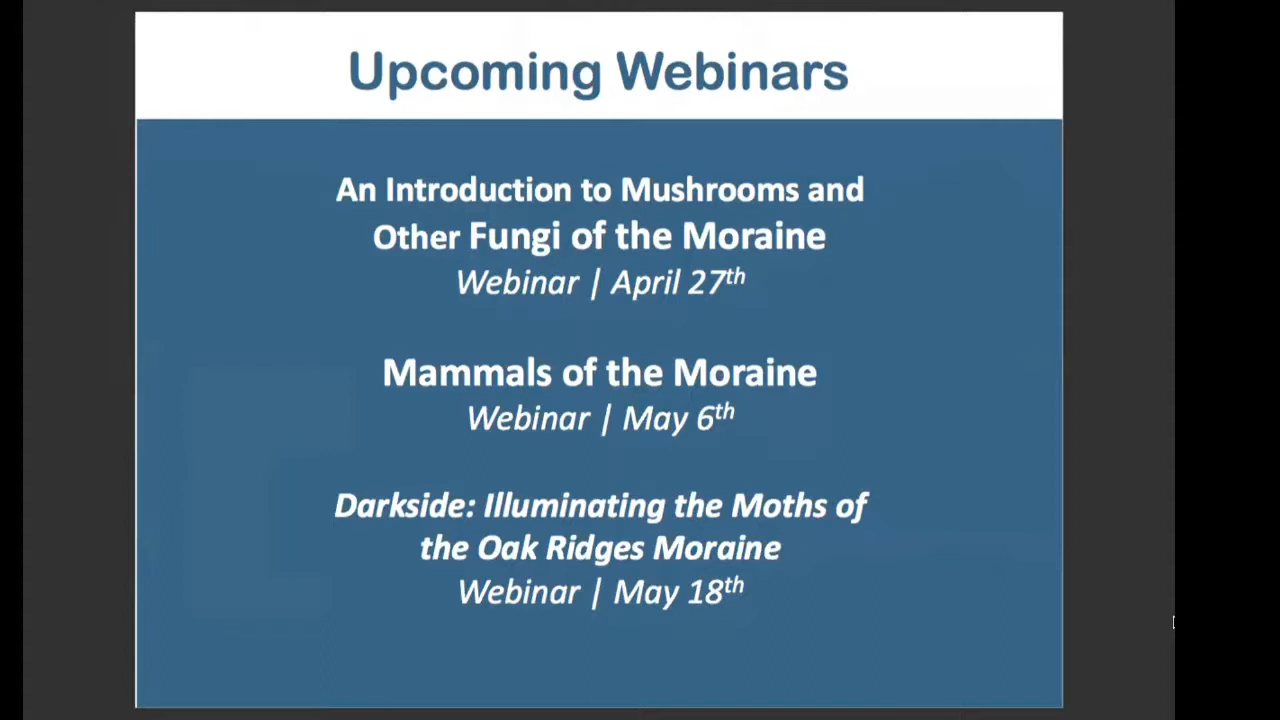 Upcoming Webinars
An Introduction to Mushrooms and
Other Fungi of the Moraine
Webinar | April 27th
Mammals of the Moraine
Webinar | May 6th
Darkside: Illuminating the Moths of
the Oak Ridges Moraine
Webinar | May 18th